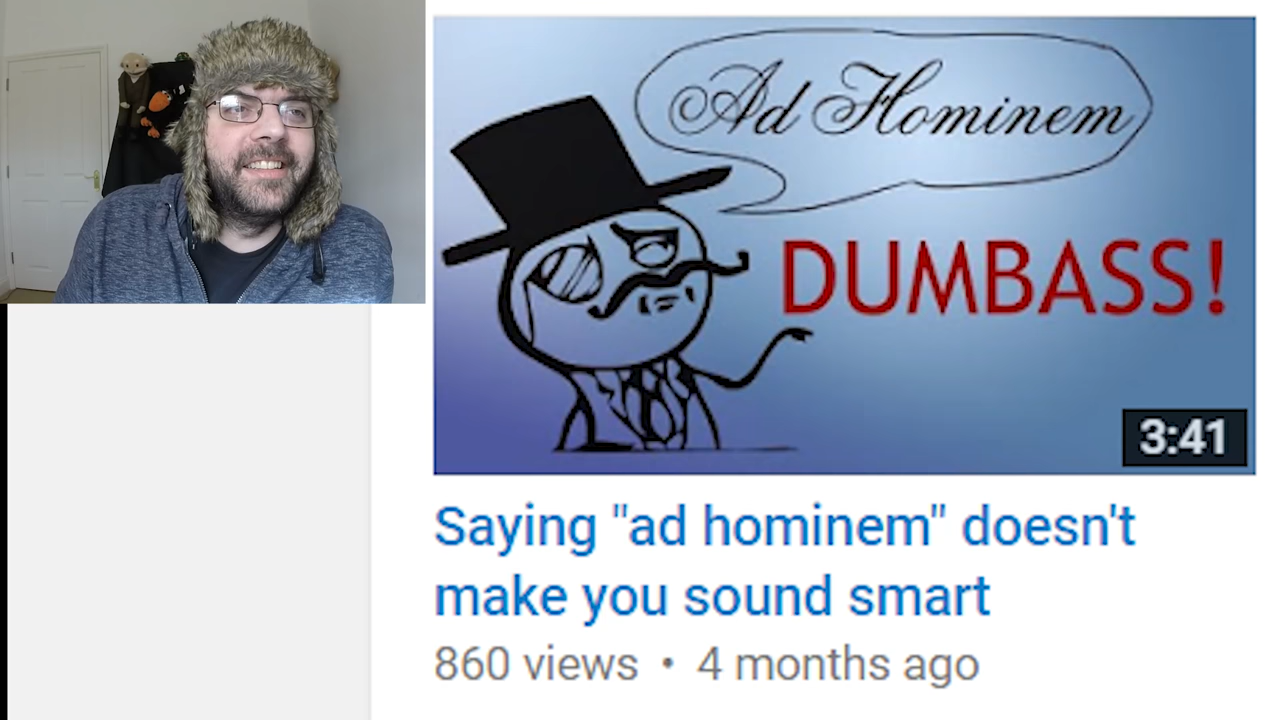 Ad Hominem
DUMBASS!
3:41
Saying "ad hominem" doesn't
make you sound smart
860 views • 4 months ago